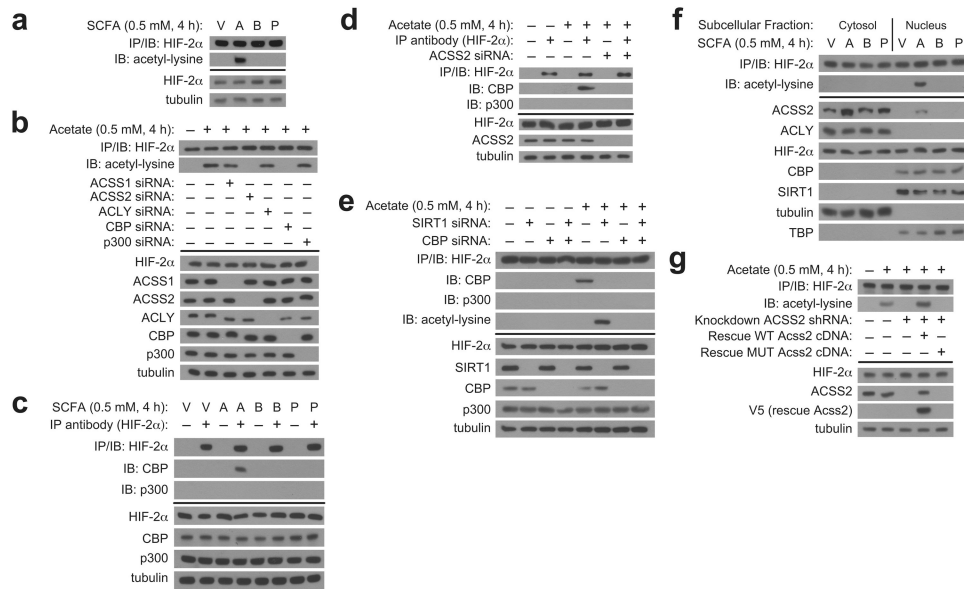 a
SCFA (0.5 mM, 4 h): V A B P
IP/IB: HIF-2α
IB: acetyl-lysine
HIF-2α
tubulin
b
Acetate (0.5 mM, 4 h): – + + + + + +
IP/IB: HIF-2α
IB: acetyl-lysine
ACSS1 siRNA: – – + – – – –
ACSS2 siRNA: – – – + – – –
ACLY siRNA: – – – – + – –
CBP siRNA: – – – – – + –
p300 siRNA: – – – – – – +
HIF-2α
ACSS1
ACSS2
ACLY
CBP
p300
tubulin
c
SCFA (0.5 mM, 4 h): V V A A B B P P
IP antibody (HIF-2α): – + – + – + – +
IP/IB: HIF-2α
IB: CBP
IB: p300
HIF-2α
CBP
p300
tubulin
d
Acetate (0.5 mM, 4 h): – – + + + +
IP antibody (HIF-2α): – + – + – +
ACSS2 siRNA: – – – – + +
IP/IB: HIF-2α
IB: CBP
IB: p300
HIF-2α
ACSS2
tubulin
e
Acetate (0.5 mM, 4 h): – – – – + + + +
SIRT1 siRNA: – + – + – + – +
CBP siRNA: – – + + – – + +
IP/IB: HIF-2α
IB: CBP
IB: p300
IB: acetyl-lysine
HIF-2α
SIRT1
CBP
p300
tubulin
f
Subcellular Fraction: Cytosol Nucleus
SCFA (0.5 mM, 4 h): V A B P V A B P
IP/IB: HIF-2α
IB: acetyl-lysine
ACSS2
ACLY
HIF-2α
CBP
SIRT1
tubulin
TBP
g
Acetate (0.5 mM, 4 h): – + + + +
IP/IB: HIF-2α
IB: acetyl-lysine
Knockdown ACSS2 shRNA: – – + + +
Rescue WT Acss2 cDNA: – – – + –
Rescue MUT Acss2 cDNA: – – – – +
HIF-2α
ACSS2
V5 (rescue Acss2)
tubulin